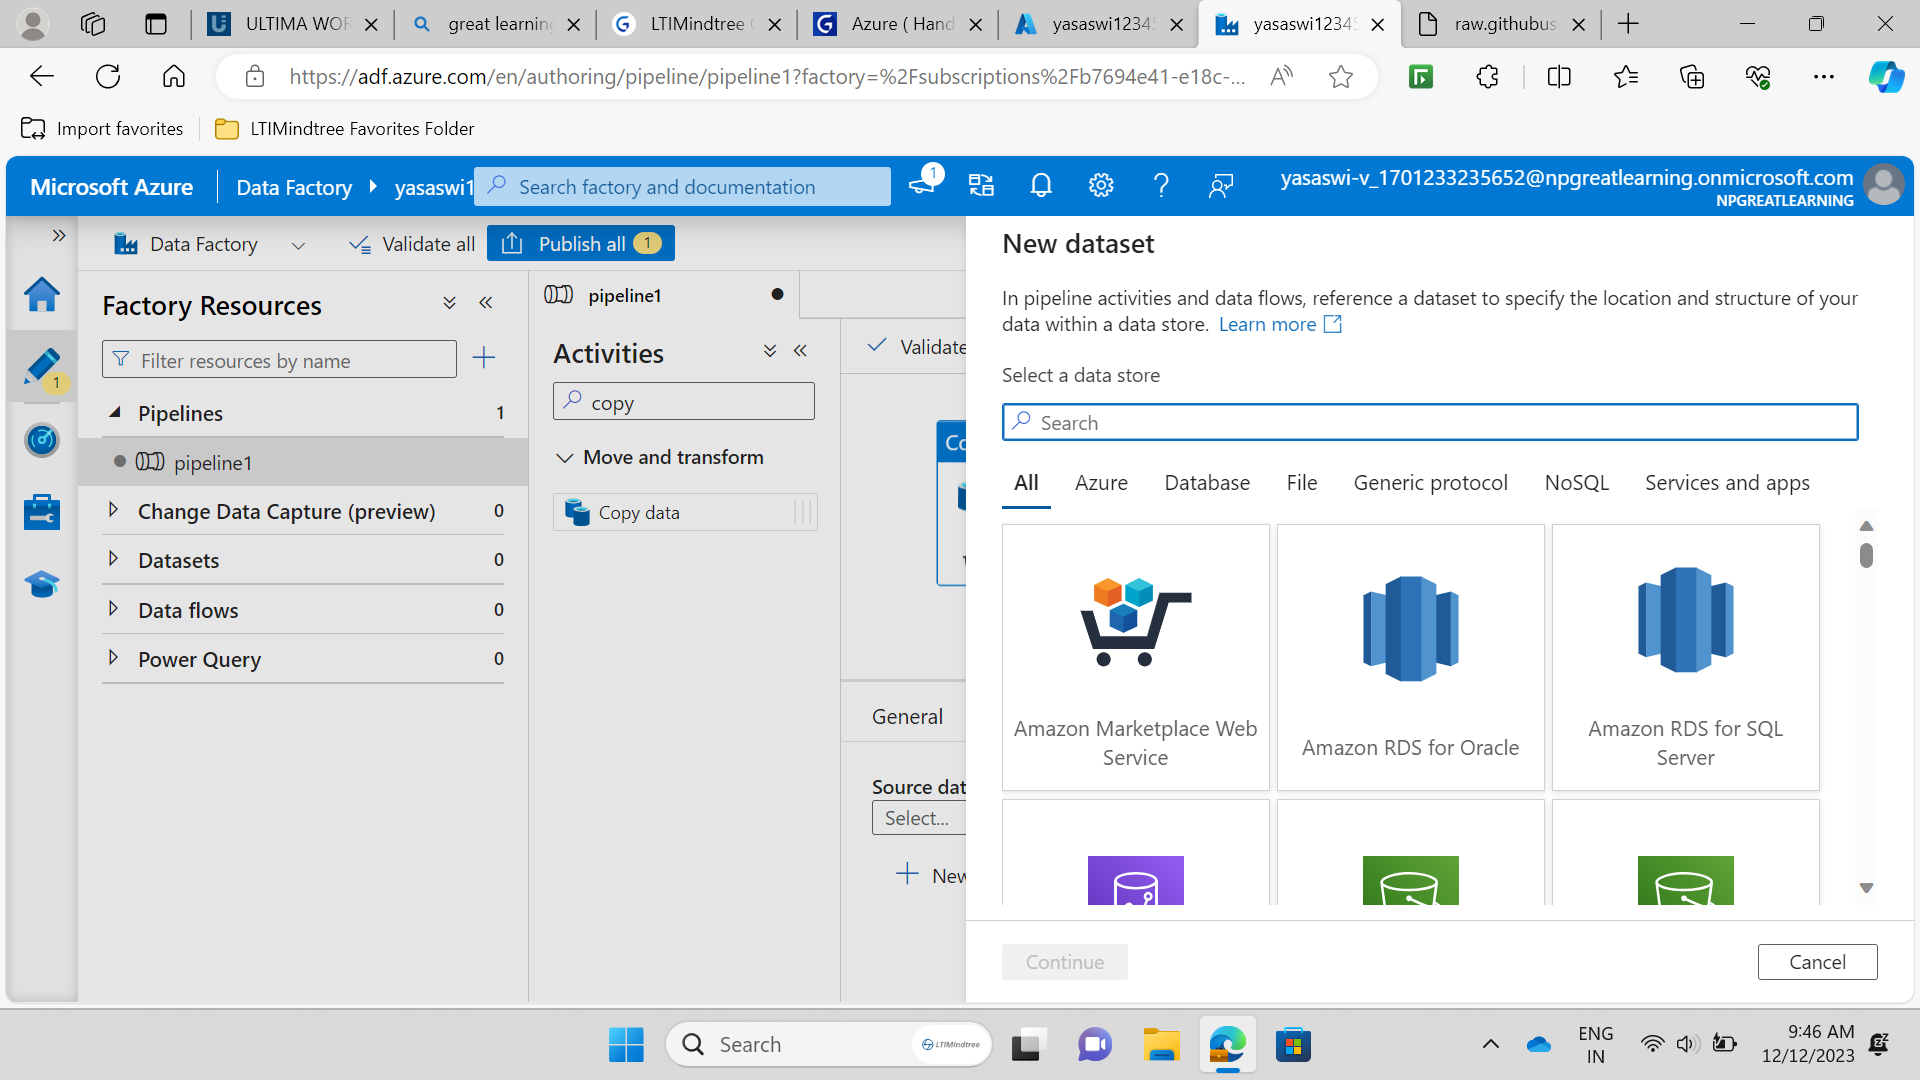 ULTIMA WOR
great learning
LTIMindtree
Azure ( Hand
yasaswi1234
yasaswi1234
raw.githubus
https://adf.azure.com/en/authoring/pipeline/pipeline1?factory=%2Fsubscriptions%2Fb7694e41-e18c-...
Import favorites
LTIMindtree Favorites Folder
Microsoft Azure
Data Factory
yasaswi1
Search factory and documentation
1
yasaswi-v_1701233235652@npgreatlearning.onmicrosoft.com
NPGREATLEARNING
Data Factory
Validate all
Publish all 1
Factory Resources
Filter resources by name
1
Pipelines 1
pipeline1
Change Data Capture (preview) 0
Datasets 0
Data flows 0
Power Query 0
pipeline1
Activities
copy
Move and transform
Copy data
Validate
Co
General
Source dat
Select...
New
New dataset
In pipeline activities and data flows, reference a dataset to specify the location and structure of your
data within a data store. Learn more
Select a data store
Search
All Azure Database File Generic protocol NoSQL Services and apps
Amazon Marketplace Web
Service
Amazon RDS for Oracle
Amazon RDS for SQL
Server
Continue
Cancel
Search
LTIMindtree
ENG
IN
9:46 AM
12/12/2023